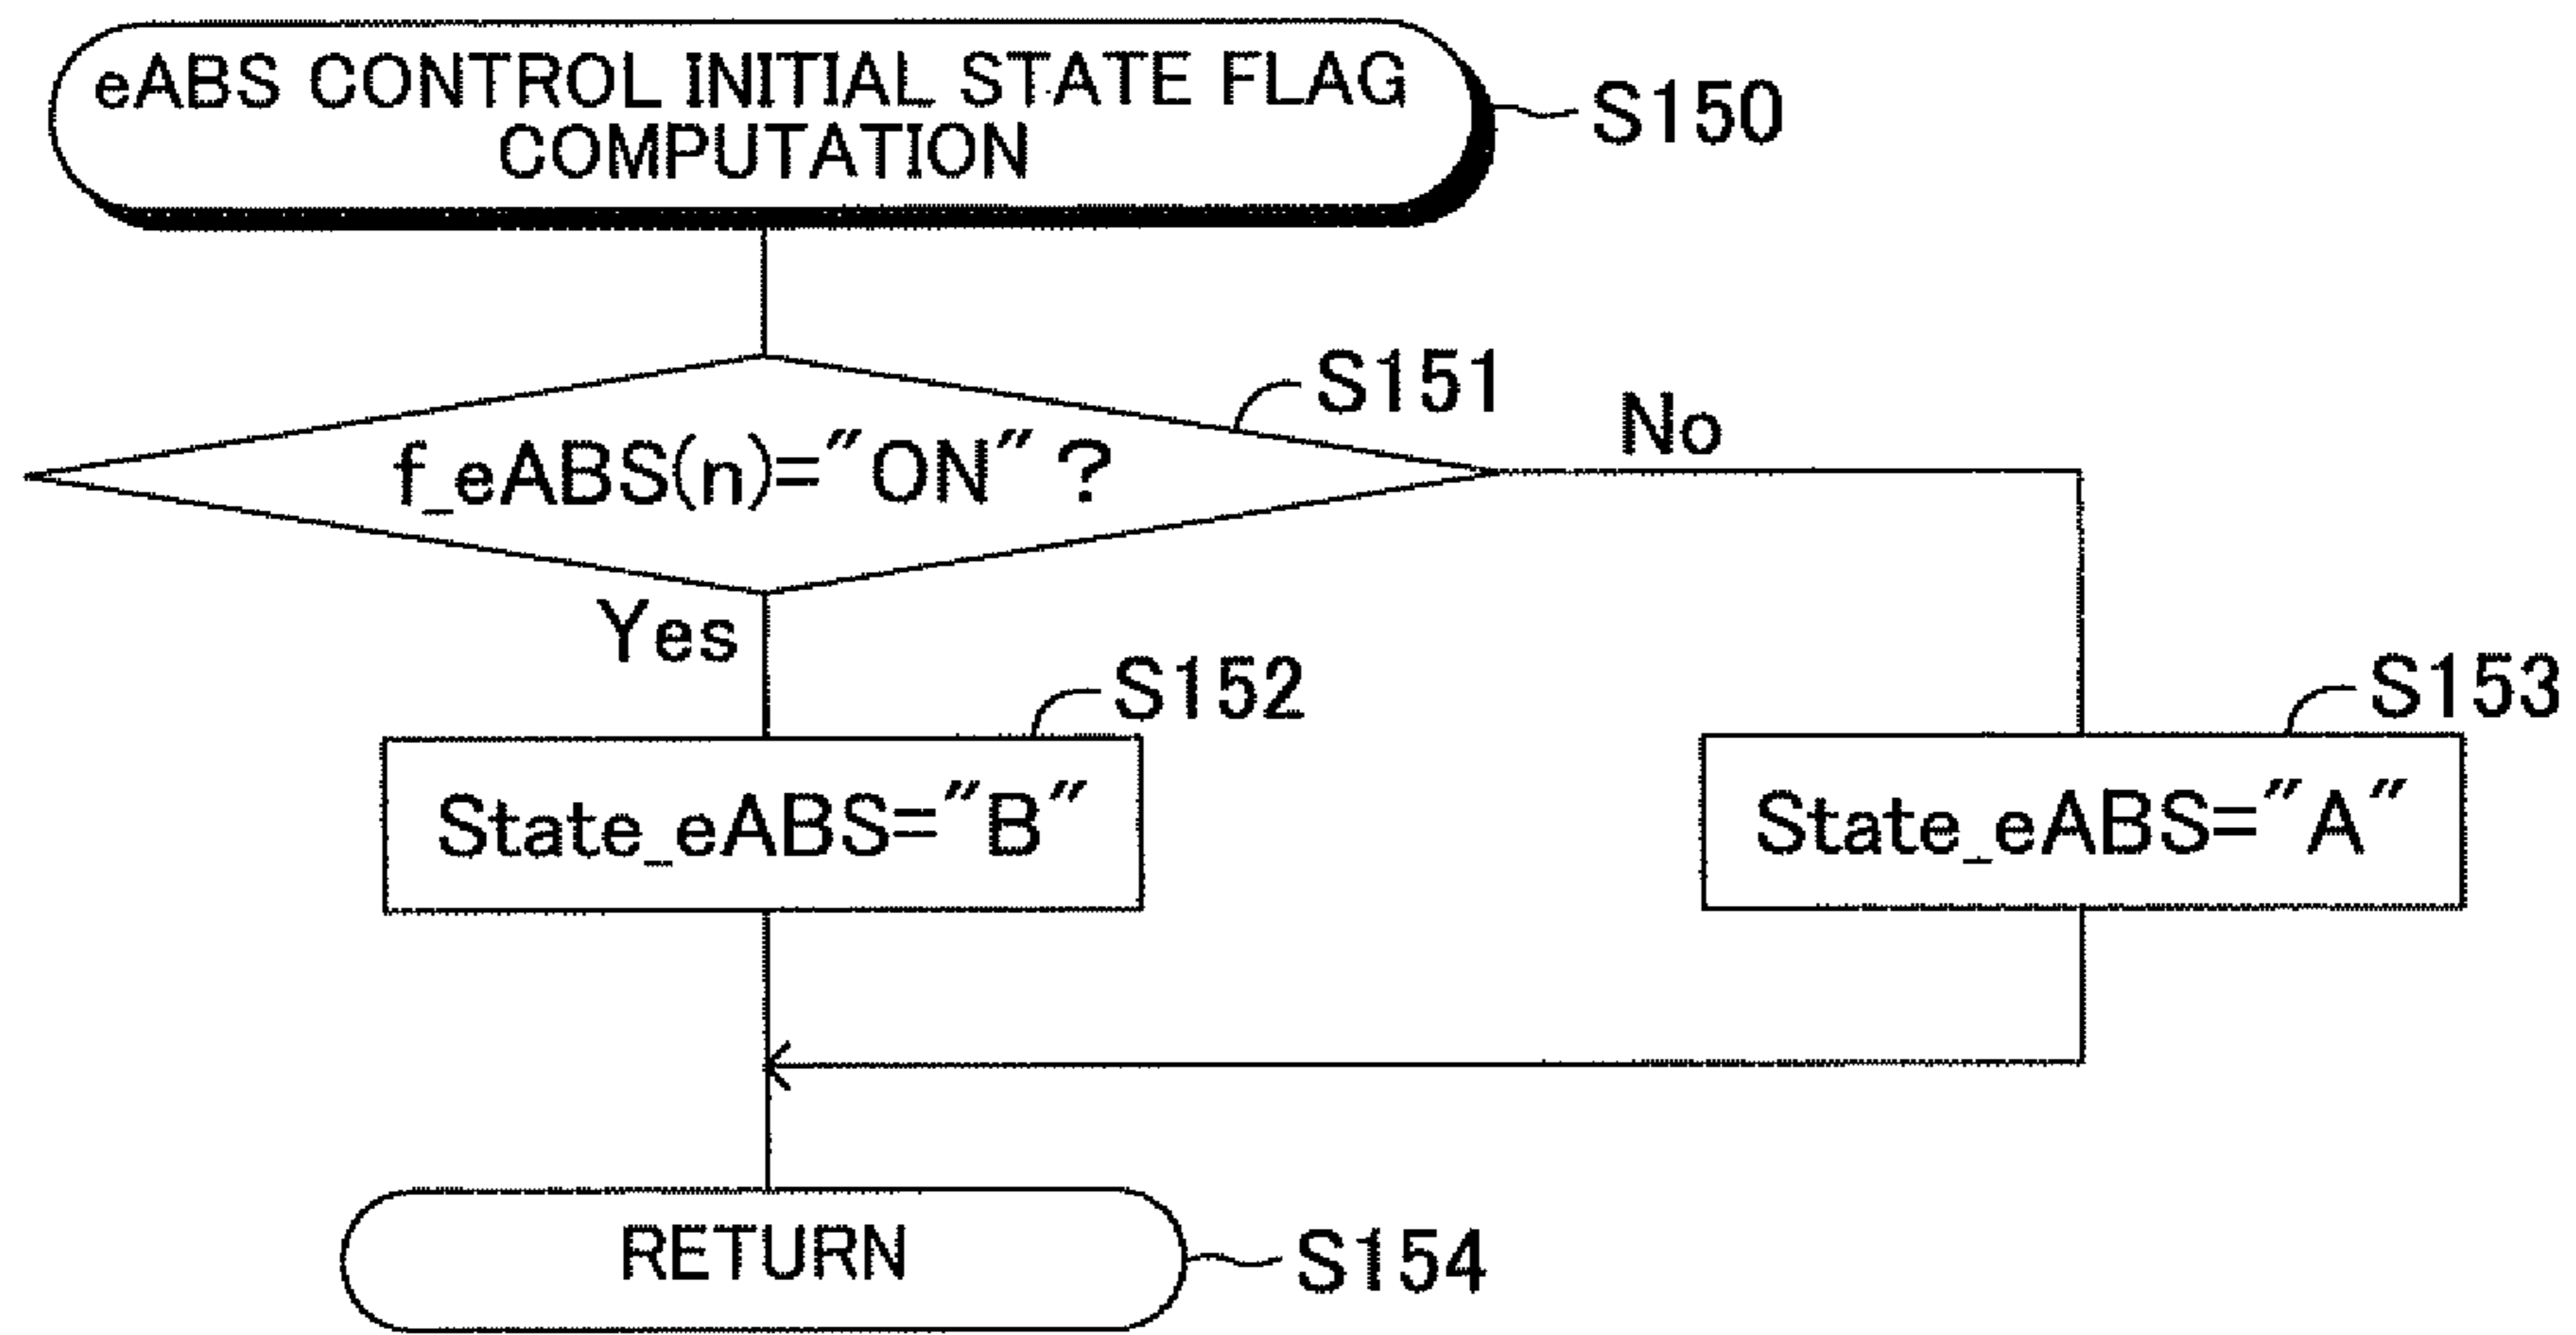 eABS CONTROL INITIAL STATE FLAG
COMPUTATION
S150
S151
f_eABS(n)="ON"?
No
Yes
S152
State_eABS="B"
S153
State_eABS="A"
RETURN
S154